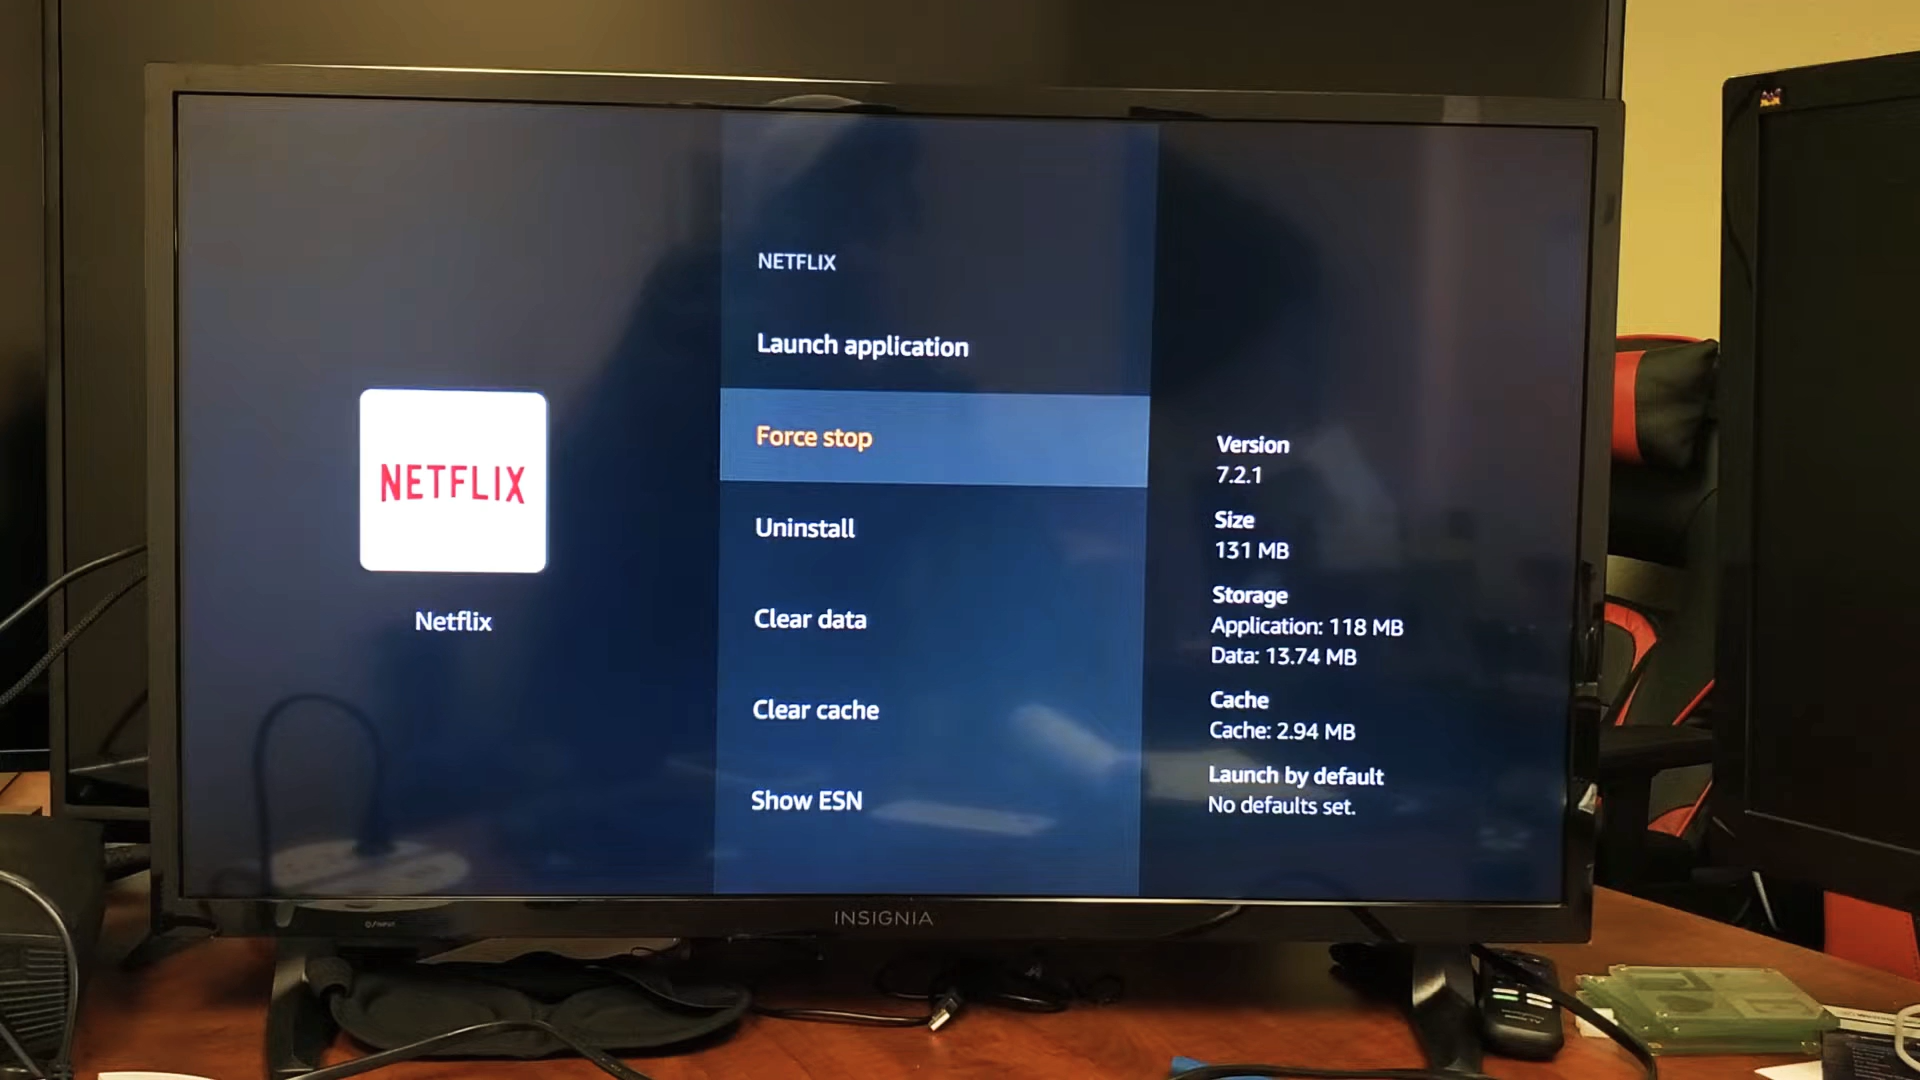 NETFLIX
Launch application
Force stop
Uninstall
Clear data
Clear cache
Show ESN
NETFLIX
Netflix
Version
7.2.1
Size
131 MB
Storage
Application: 118 MB
Data: 13.74 MB
Cache
Cache: 2.94 MB
Launch by default
No defaults set.
INSIGNIA